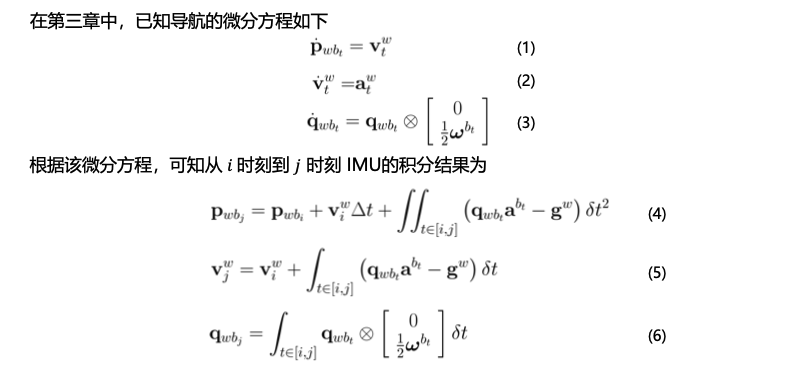 在第三章中，已知导航的微分方程如下
$\dot{\mathbf{p}}_{wb_t} = \mathbf{v}_t^w$ (1)
$\dot{\mathbf{v}}_t^w = \mathbf{a}_t^w$ (2)
$\dot{\mathbf{q}}_{wb_t} = \mathbf{q}_{wb_t} \otimes \begin{bmatrix} 0 \\ \frac{1}{2}\boldsymbol{\omega}^{b_t} \end{bmatrix}$ (3)
根据该微分方程，可知从 i 时刻到 j 时刻 IMU的积分结果为
$\mathbf{p}_{wb_j} = \mathbf{p}_{wb_i} + \mathbf{v}_i^w \Delta t + \iint_{t\in[i,j]} \left(\mathbf{q}_{wb_t}\mathbf{a}^{b_t} - \mathbf{g}^w\right) \delta t^2$ (4)
$\mathbf{v}_j^w = \mathbf{v}_i^w + \int_{t\in[i,j]} \left(\mathbf{q}_{wb_t}\mathbf{a}^{b_t} - \mathbf{g}^w\right) \delta t$ (5)
$\mathbf{q}_{wb_j} = \int_{t\in[i,j]} \mathbf{q}_{wb_t} \otimes \begin{bmatrix} 0 \\ \frac{1}{2}\boldsymbol{\omega}^{b_t} \end{bmatrix} \delta t$ (6)